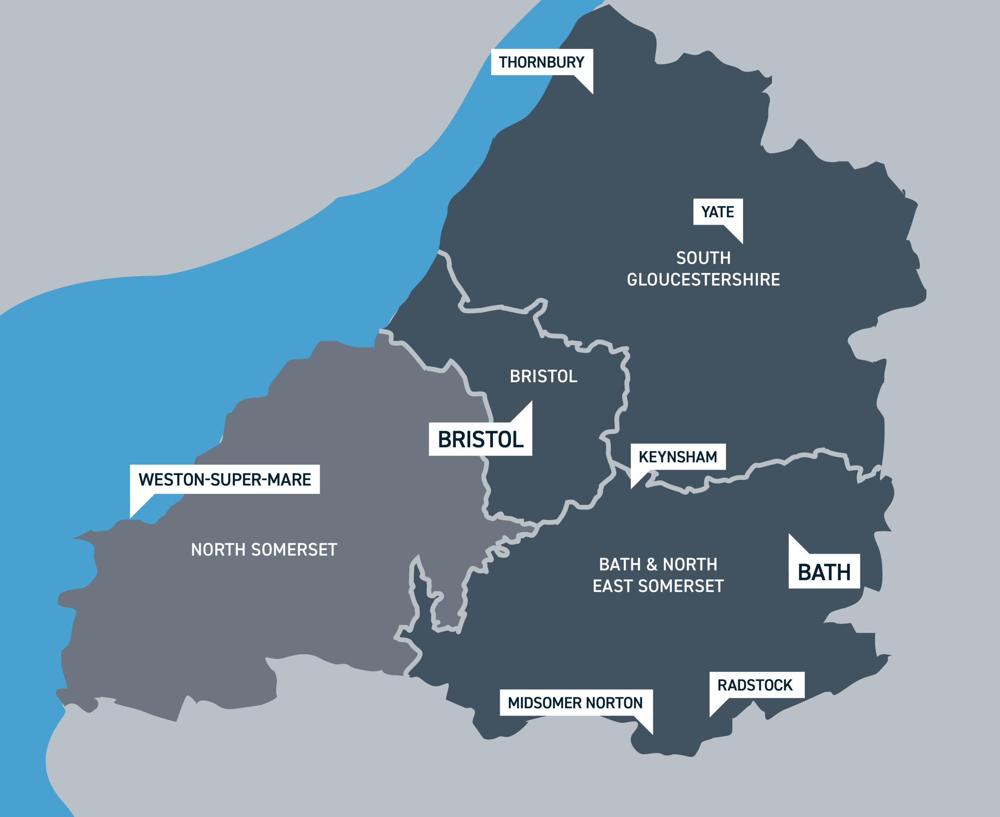 THORNBURY
YATE
SOUTH
GLOUCESTERSHIRE
BRISTOL
BRISTOL
KEYNSHAM
WESTON-SUPER-MARE
NORTH SOMERSET
BATH & NORTH
EAST SOMERSET
BATH
RADSTOCK
MIDSOMER NORTON